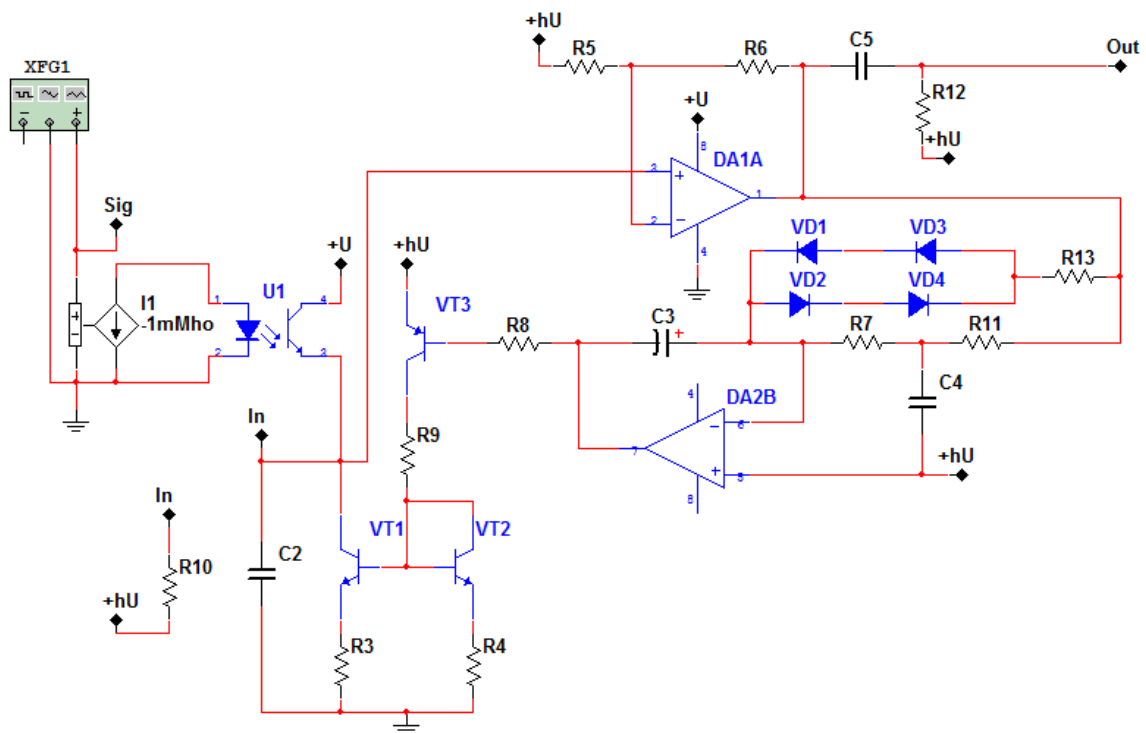 +hU
R5
R6
C5
Out
XFG1
R12
+U
+hU
8
DA1A
3
+
1
2
−
4
Sig
+U
+hU
VD1
VD3
R13
I1
-1mMho
1
U1
4
2
3
VT3
VD2
VD4
C3
+
R8
R7
R11
4
DA2B
C4
6
−
7
+
5
8
+hU
In
R9
In
VT1
VT2
R10
C2
+hU
R3
R4